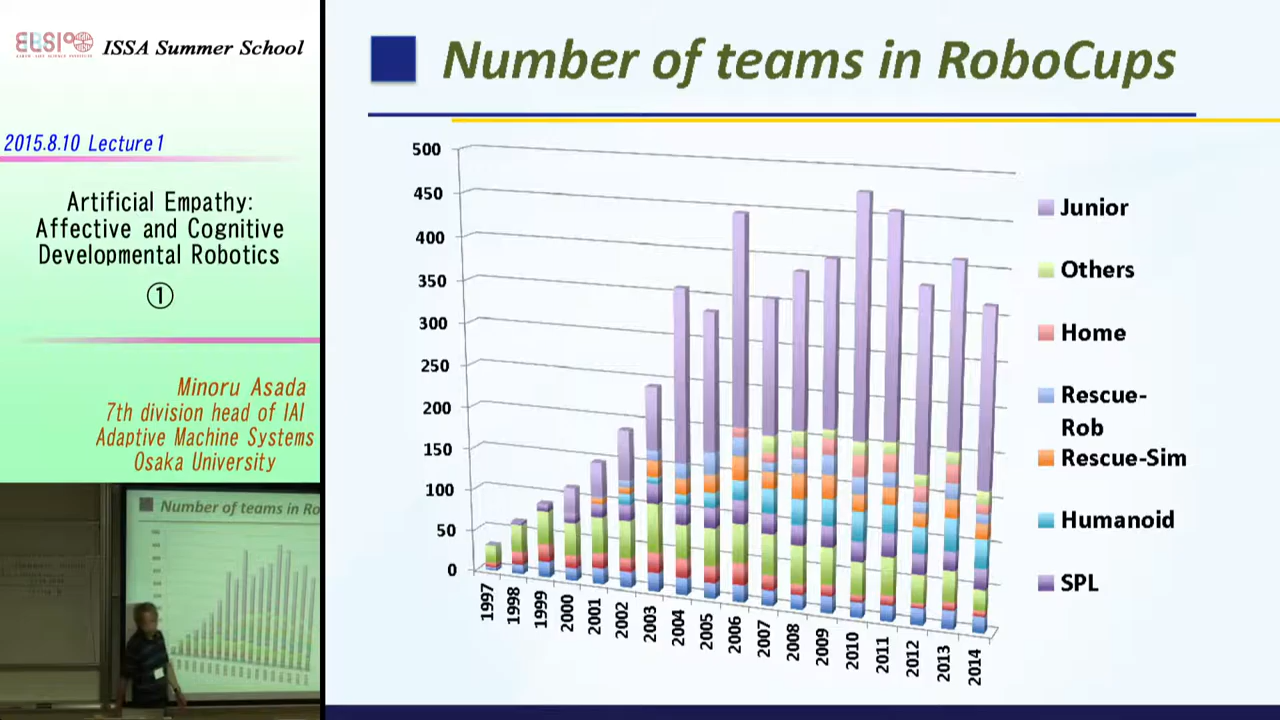 ELSI
ISSA Summer School
2015.8.10 Lecture1
Artificial Empathy:
Affective and Cognitive
Developmental Robotics
①
Minoru Asada
7th division head of IAI
Adaptive Machine Systems
Osaka University
Number of teams in RoboCups
500
450
400
350
300
250
200
150
100
50
0
1997
1998
1999
2000
2001
2002
2003
2004
2005
2006
2007
2008
2009
2010
2011
2012
2013
2014
Junior
Others
Home
Rescue-
Rob
Rescue-Sim
Humanoid
SPL
Number of teams in Ro